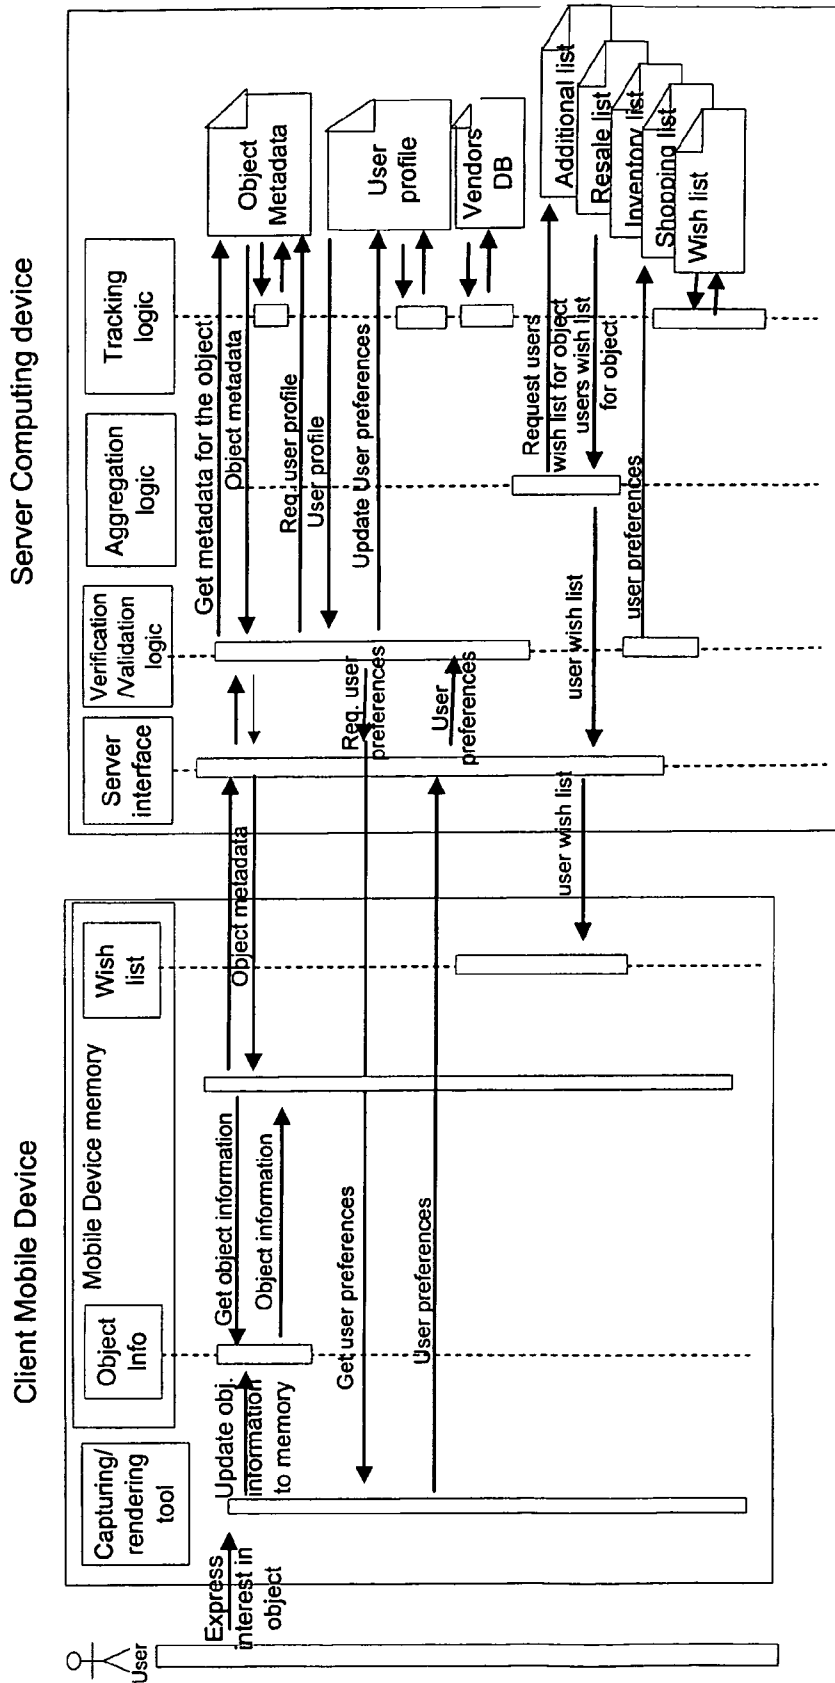 Client Mobile Device
Server Computing device
User
Capturing/
rendering
tool
Object
Info
Mobile Device memory
Wish
list
Server
interface
Verification
/Validation
logic
Aggregation
logic
Tracking
logic
Express
interest in
object
Update obj.
information
to memory
Get object information
Object information
Object metadata
Get user preferences
User preferences
user wish list
Req. user
preferences
User
preferences
user wish list
user preferences
Get metadata for the object
Object metadata
Req. user profile
User profile
Update User preferences
Request users
wish list for object
users wish list
for object
Object
Metadata
User
profile
Vendors
DB
Additional list
Resale list
Inventory list
Shopping list
Wish list